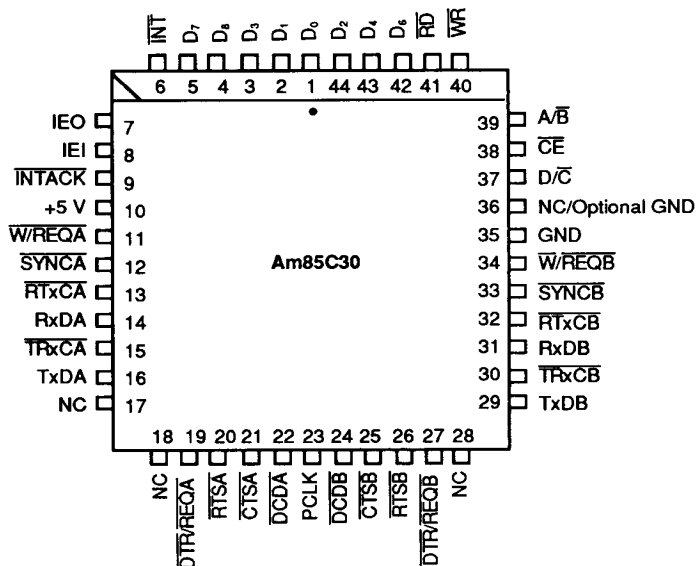 INT D₇ D₈ D₃ D₁ D₀ D₂ D₄ D₆ RD WR
6 5 4 3 2 1 44 43 42 41 40
IEO 7
IEI 8
INTACK 9
+5 V 10
W/REQA 11
SYNCA 12
RTxCA 13
RxDA 14
TRxCA 15
TxDA 16
NC 17
Am85C30
39 A/B
38 CE
37 D/C
36 NC/Optional GND
35 GND
34 W/REQB
33 SYNCB
32 RTxCB
31 RxDB
30 TRxCB
29 TxDB
18 19 20 21 22 23 24 25 26 27 28
NC DTR/REQA RTSA CTSA DCDA PCLK DCDB CTSB RTSB DTR/REQB NC